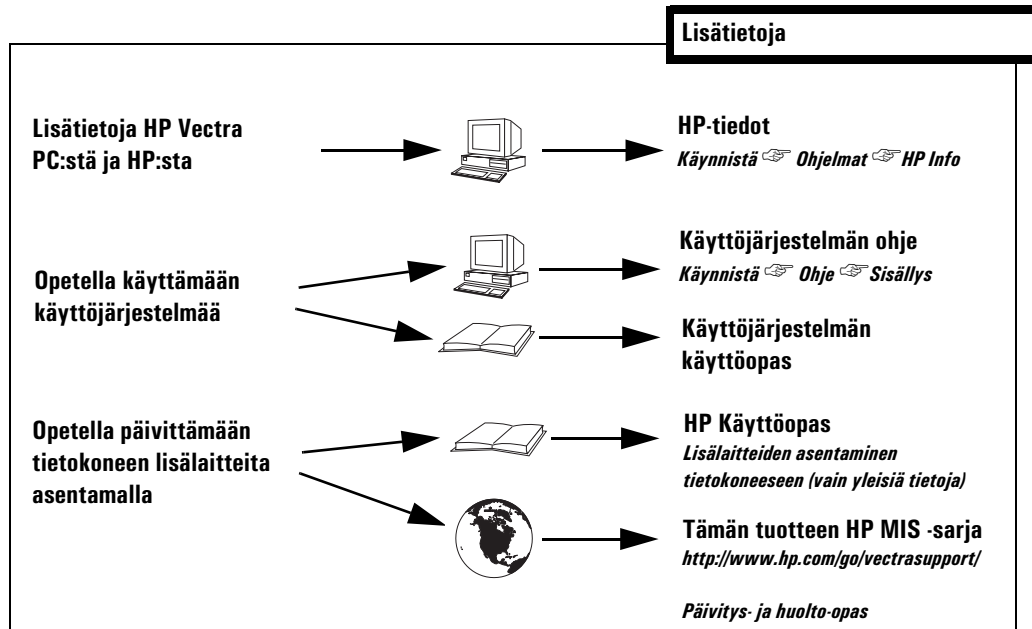 Lisätietoja
Lisätietoja HP Vectra
PC:stä ja HP:sta
HP-tiedot
Käynnistä ☞ Ohjelmat ☞ HP Info
Opetella käyttämään
käyttöjärjestelmää
Käyttöjärjestelmän ohje
Käynnistä ☞ Ohje ☞ Sisällys
Käyttöjärjestelmän
käyttöopas
Opetella päivittämään
tietokoneen lisälaitteita
asentamalla
HP Käyttöopas
Lisälaitteiden asentaminen
tietokoneeseen (vain yleisiä tietoja)
Tämän tuotteen HP MIS -sarja
http://www.hp.com/go/vectrasupport/
Päivitys- ja huolto-opas